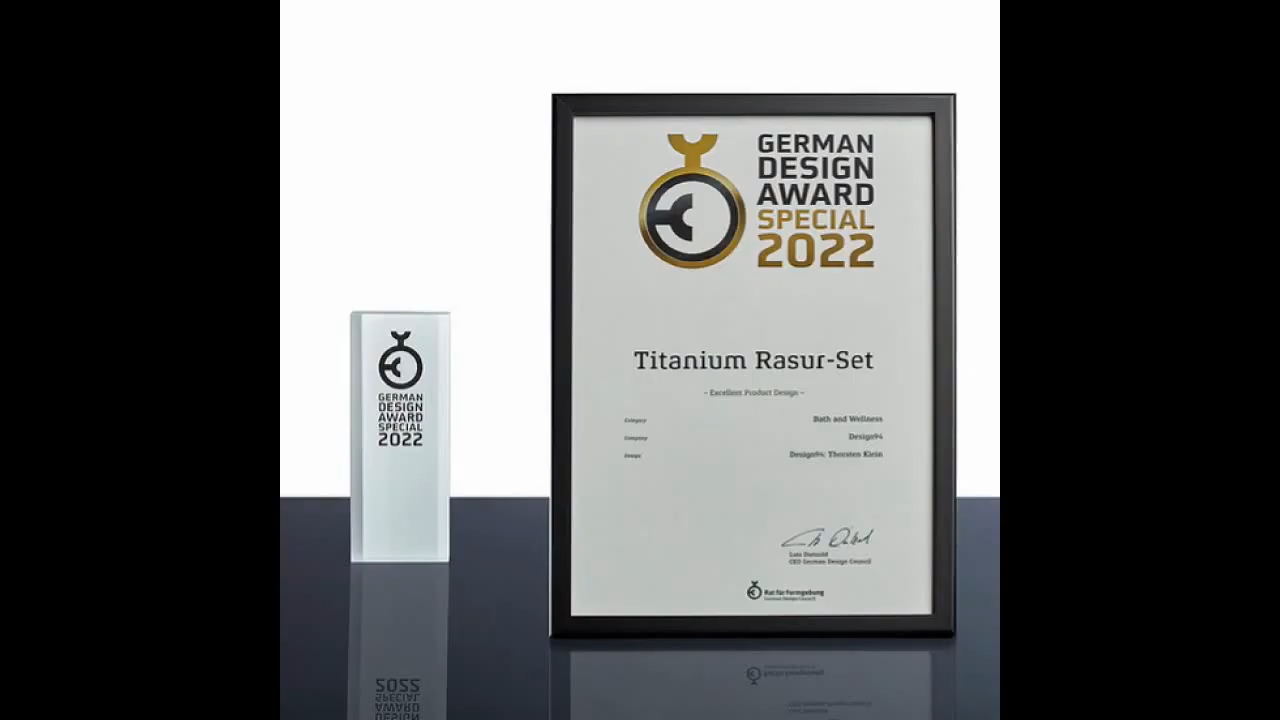 GERMAN
DESIGN
AWARD
SPECIAL
2022
Titanium Rasur-Set
– Excellent Product Design –
Category
Bath and Wellness
Company
Design94
Design
Design94: Thorsten Klein
Lutz Dietzold
CEO German Design Council
Rat für Formgebung
German Design Council
GERMAN
DESIGN
AWARD
SPECIAL
2022